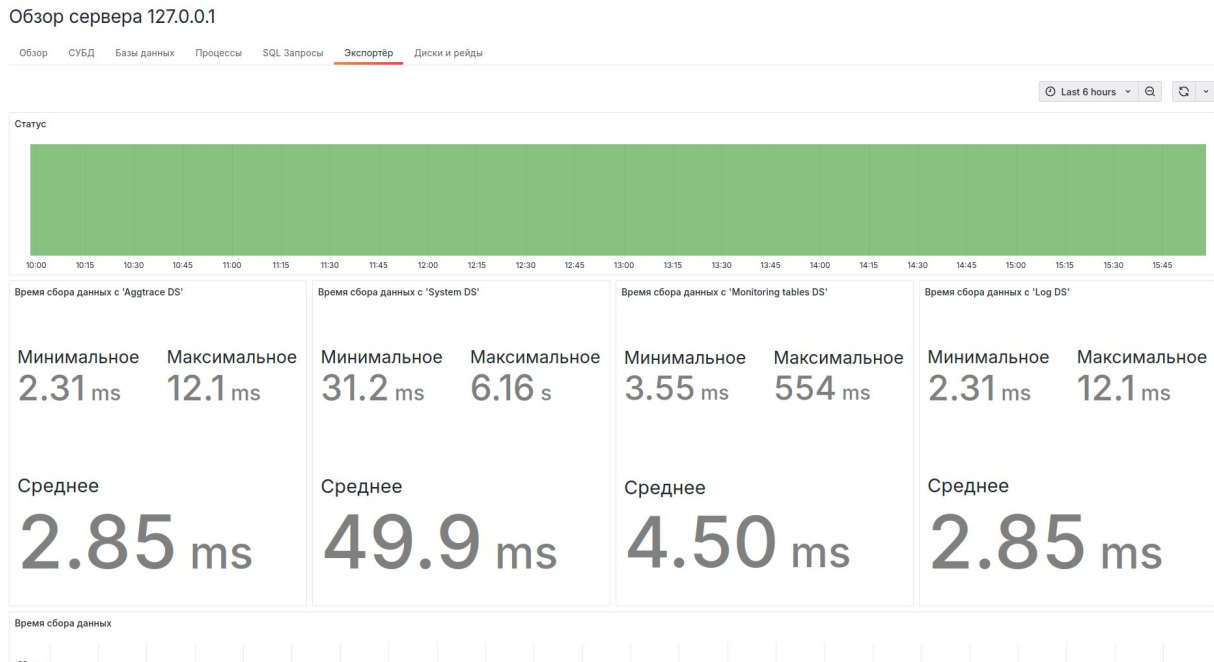 Обзор сервера 127.0.0.1
Обзор СУБД Базы данных Процессы SQL Запросы Экспортёр Диски и рейды
Last 6 hours
Статус
10:00 10:15 10:30 10:45 11:00 11:15 11:30 11:45 12:00 12:15 12:30 12:45 13:00 13:15 13:30 13:45 14:00 14:15 14:30 14:45 15:00 15:15 15:30 15:45
Время сбора данных с 'Aggtrace DS' Время сбора данных с 'System DS' Время сбора данных с 'Monitoring tables DS' Время сбора данных с 'Log DS'
Минимальное Максимальное Минимальное Максимальное Минимальное Максимальное Минимальное Максимальное
2.31 ms 12.1 ms 31.2 ms 6.16 s 3.55 ms 554 ms 2.31 ms 12.1 ms
Среднее Среднее Среднее Среднее
2.85 ms 49.9 ms 4.50 ms 2.85 ms
Время сбора данных